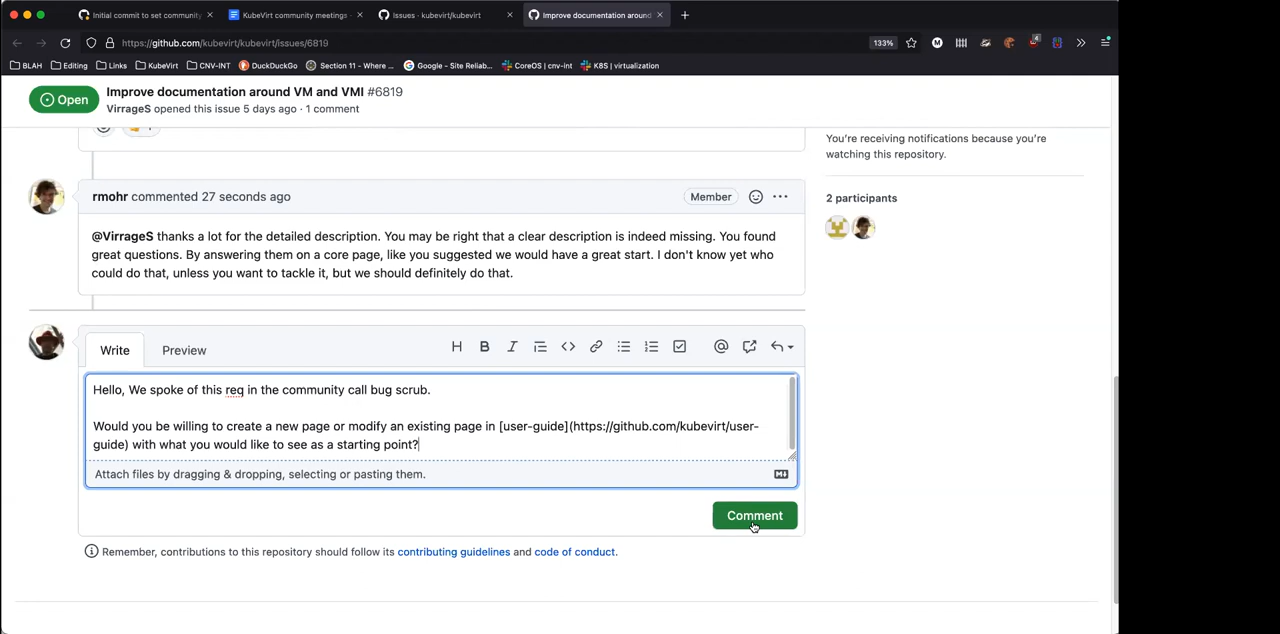 Initial commit to set community
KubeVirt community meetings -
Issues · kubevirt/kubevirt
Improve documentation around
https://github.com/kubevirt/kubevirt/issues/6819
133%
4
BLAH
Editing
Links
KubeVirt
CNV-INT
DuckDuckGo
Section 11 - Where ...
Google - Site Reliab...
CoreOS | cnv-int
K8S | virtualization
Open
Improve documentation around VM and VMI #6819
VirrageS opened this issue 5 days ago · 1 comment
You're receiving notifications because you're
watching this repository.
rmohr commented 27 seconds ago
Member
2 participants
@VirrageS thanks a lot for the detailed description. You may be right that a clear description is indeed missing. You found
great questions. By answering them on a core page, like you suggested we would have a great start. I don't know yet who
could do that, unless you want to tackle it, but we should definitely do that.
Write
Preview
Hello, We spoke of this req in the community call bug scrub.
Would you be willing to create a new page or modify an existing page in [user-guide](https://github.com/kubevirt/user-
guide) with what you would like to see as a starting point?
Attach files by dragging & dropping, selecting or pasting them.
Comment
Remember, contributions to this repository should follow its contributing guidelines and code of conduct.